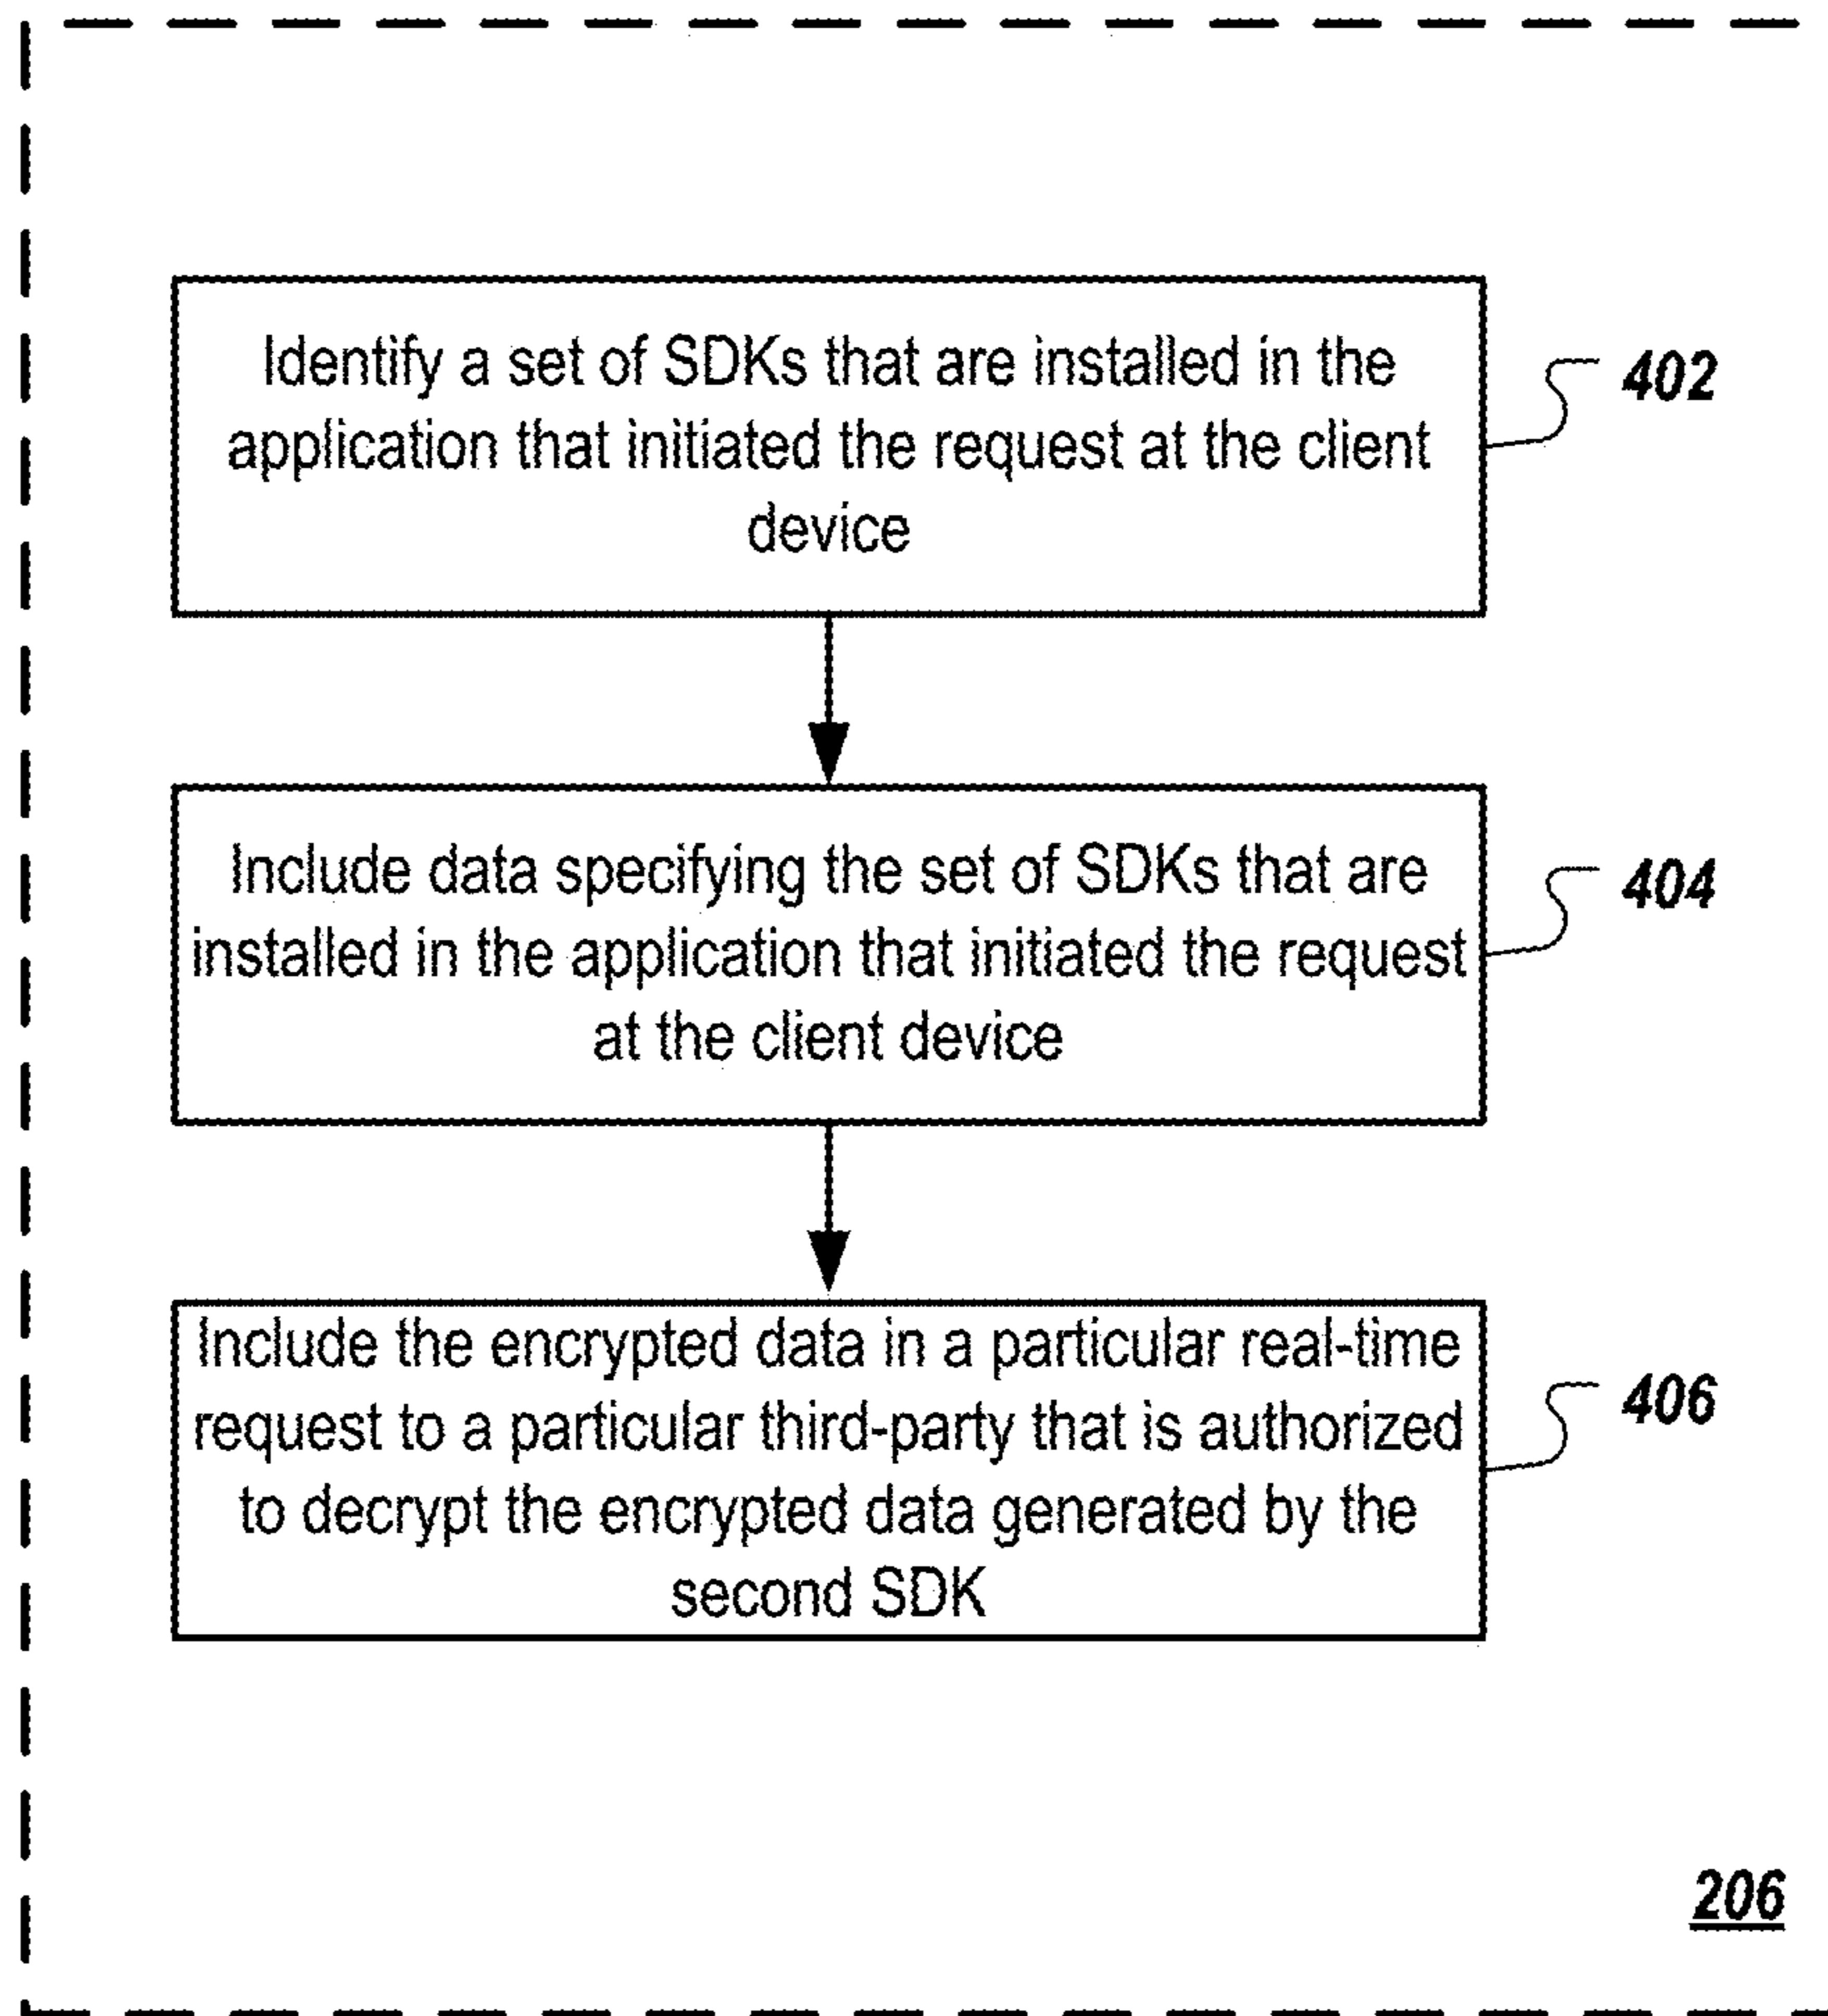 Identify a set of SDKs that are installed in the
application that initiated the request at the client
device
402
Include data specifying the set of SDKs that are
installed in the application that initiated the request
at the client device
404
Include the encrypted data in a particular real-time
request to a particular third-party that is authorized
to decrypt the encrypted data generated by the
second SDK
406
206